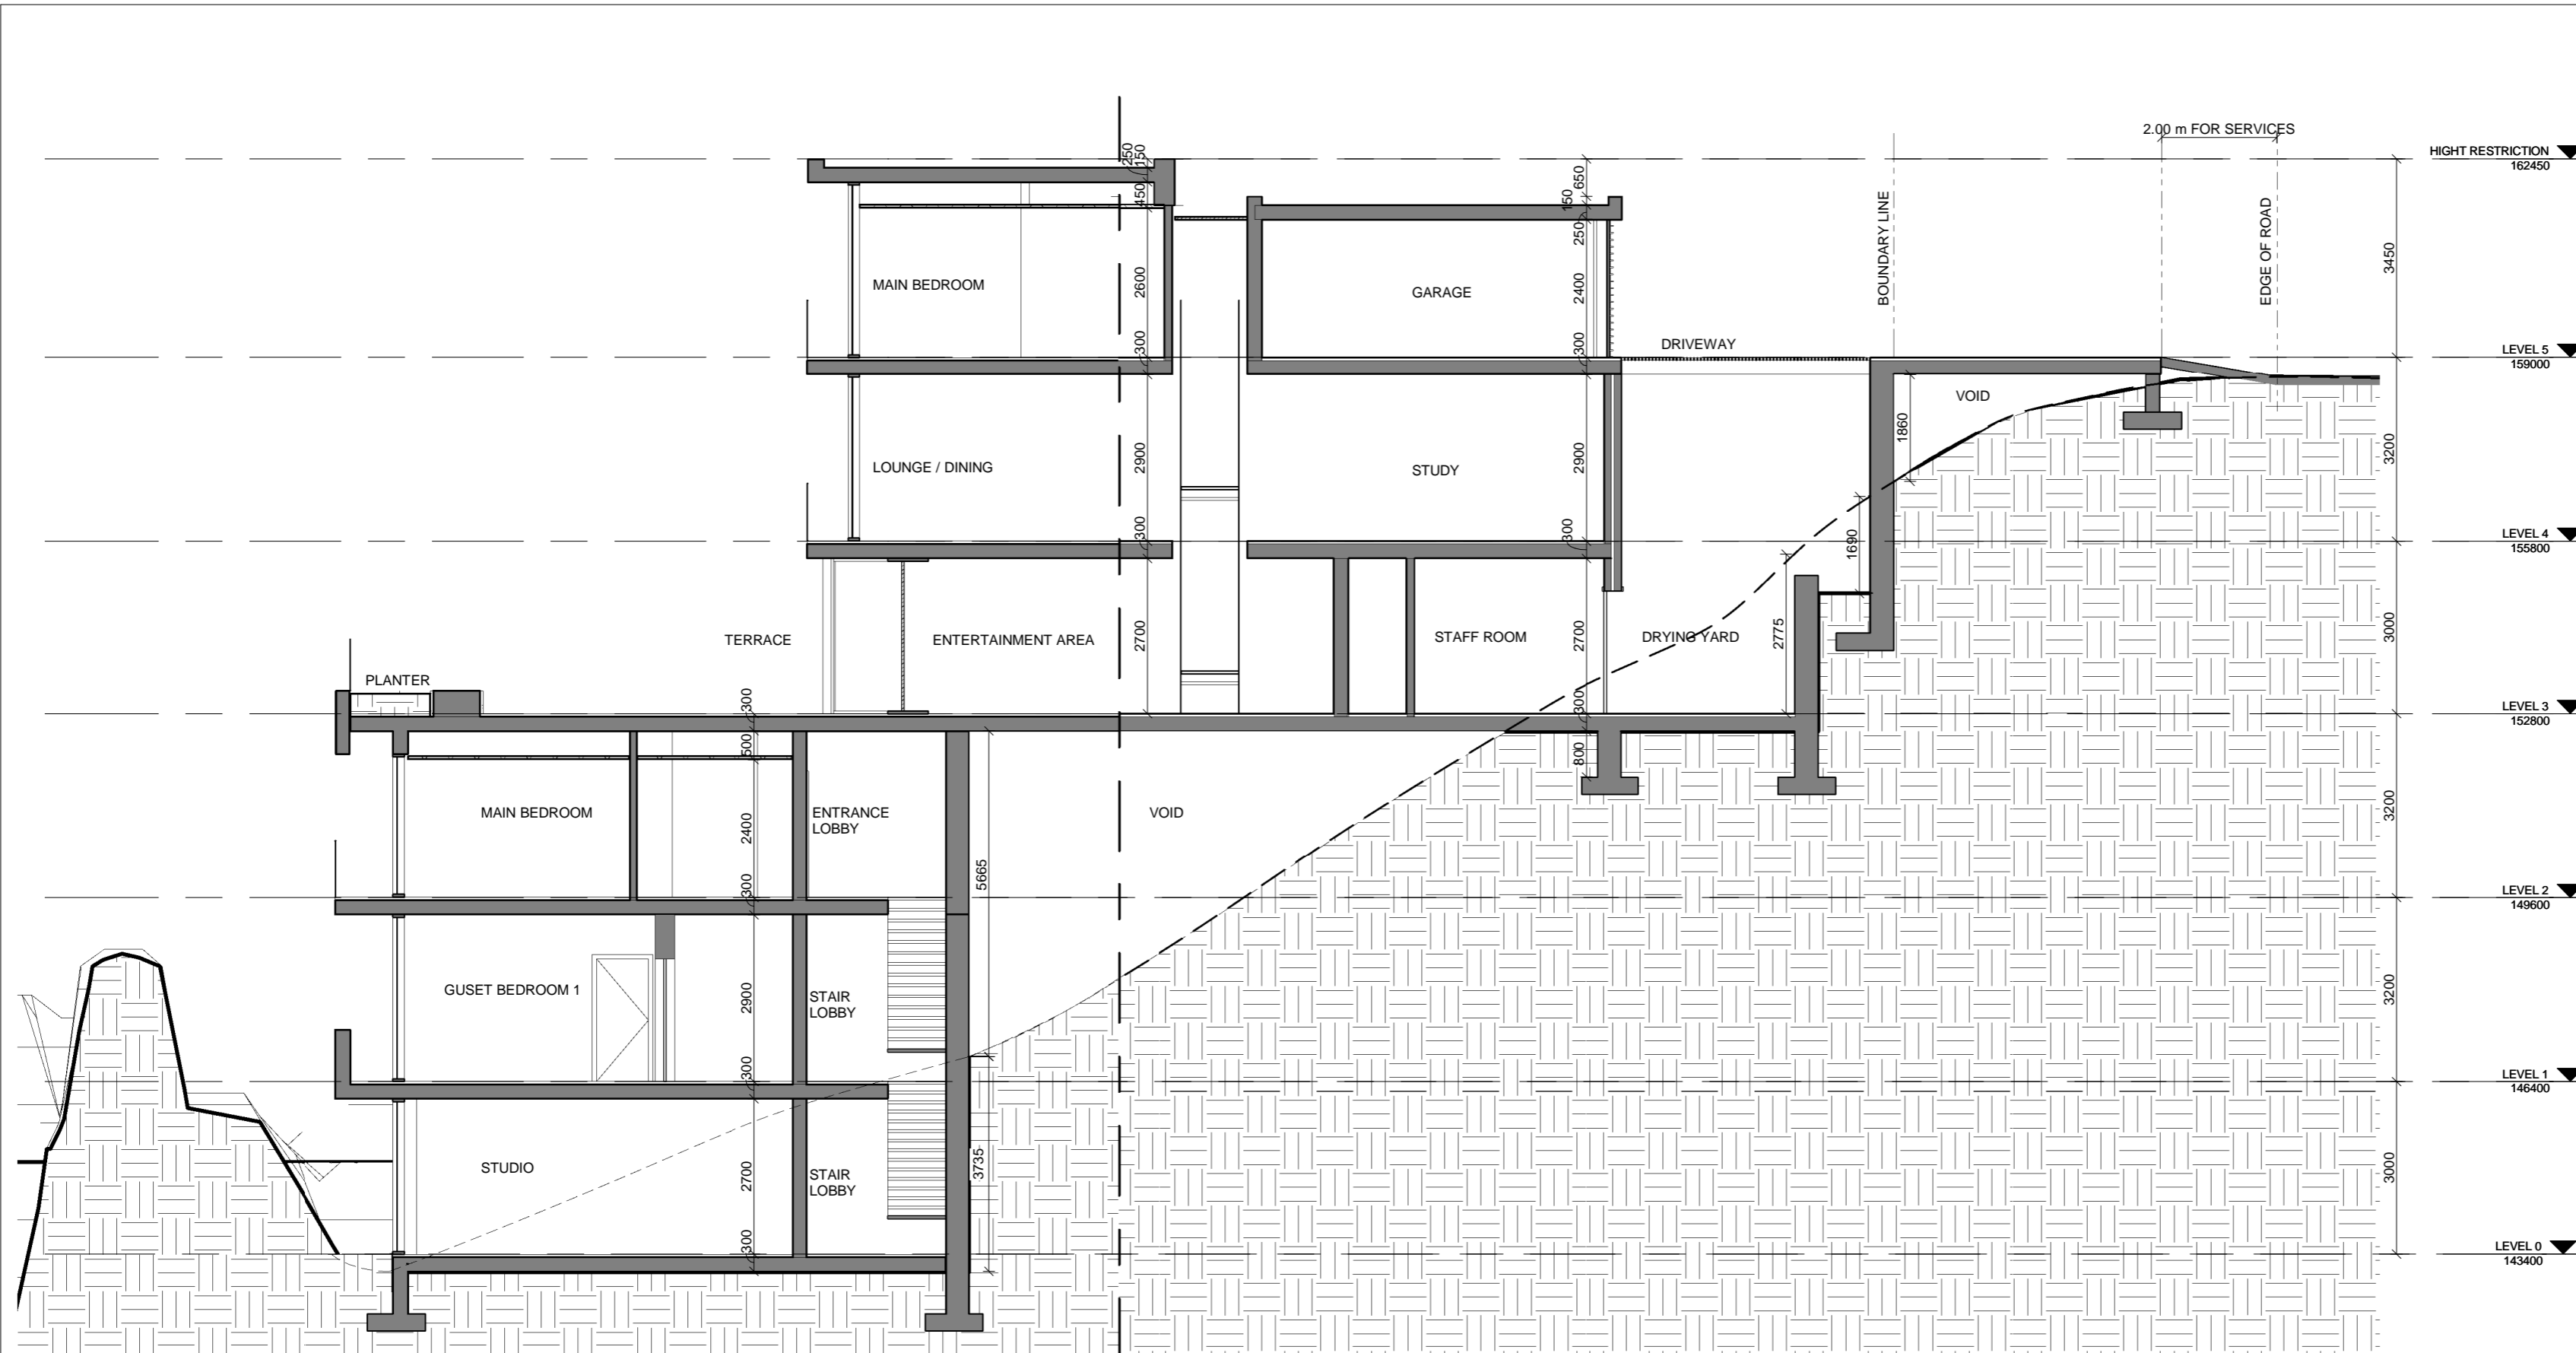 2.00 m FOR SERVICES
HIGHT RESTRICTION
162450
250
150
450
650
150
250
BOUNDARY LINE
EDGE OF ROAD
3450
MAIN BEDROOM
2600
GARAGE
2400
300
300
DRIVEWAY
LEVEL 5
159000
VOID
1860
LOUNGE / DINING
2900
STUDY
2900
3200
300
300
LEVEL 4
155800
1690
TERRACE
ENTERTAINMENT AREA
2700
STAFF ROOM
2700
DRYING YARD
2775
3000
PLANTER
300
300
LEVEL 3
152800
500
800
MAIN BEDROOM
2400
ENTRANCE
LOBBY
VOID
3200
5665
300
LEVEL 2
149600
GUSET BEDROOM 1
2900
STAIR
LOBBY
3200
300
LEVEL 1
146400
STUDIO
2700
STAIR
LOBBY
3735
3000
300
LEVEL 0
143400